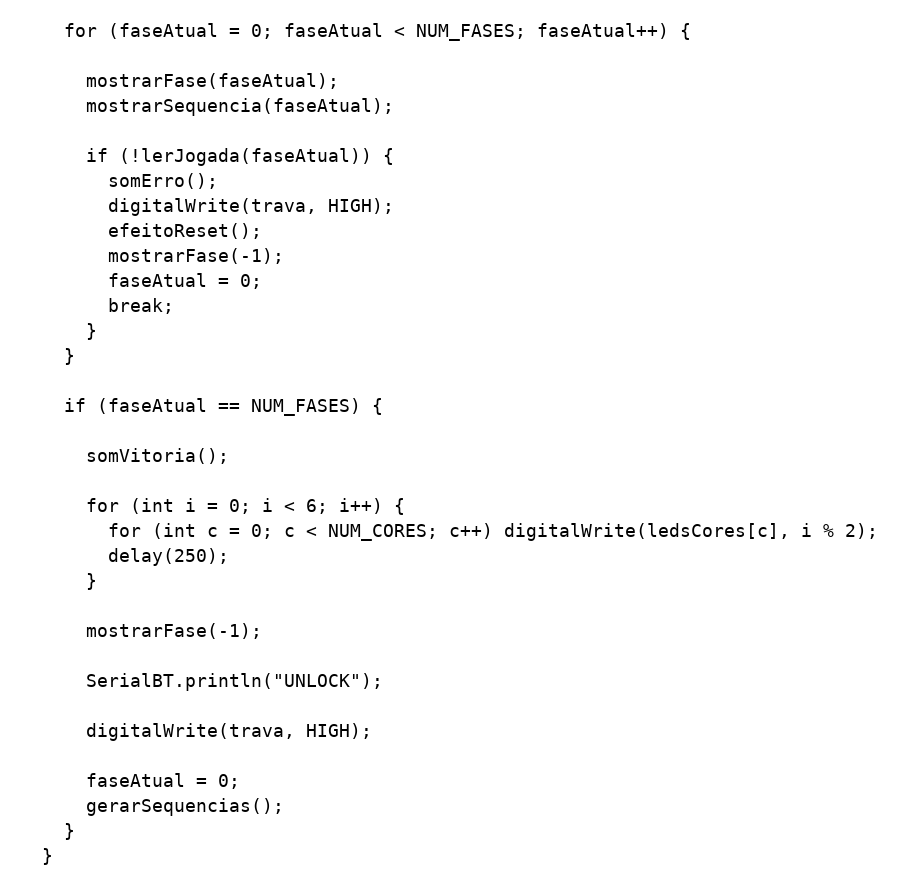 for (faseAtual = 0; faseAtual < NUM_FASES; faseAtual++) {
mostrarFase(faseAtual);
mostrarSequencia(faseAtual);
if (!lerJogada(faseAtual)) {
somErro();
digitalWrite(trava, HIGH);
efeitoReset();
mostrarFase(-1);
faseAtual = 0;
break;
}
}
if (faseAtual == NUM_FASES) {
somVitoria();
for (int i = 0; i < 6; i++) {
for (int c = 0; c < NUM_CORES; c++) digitalWrite(ledsCores[c], i % 2);
delay(250);
}
mostrarFase(-1);
SerialBT.println("UNLOCK");
digitalWrite(trava, HIGH);
faseAtual = 0;
gerarSequencias();
}
}